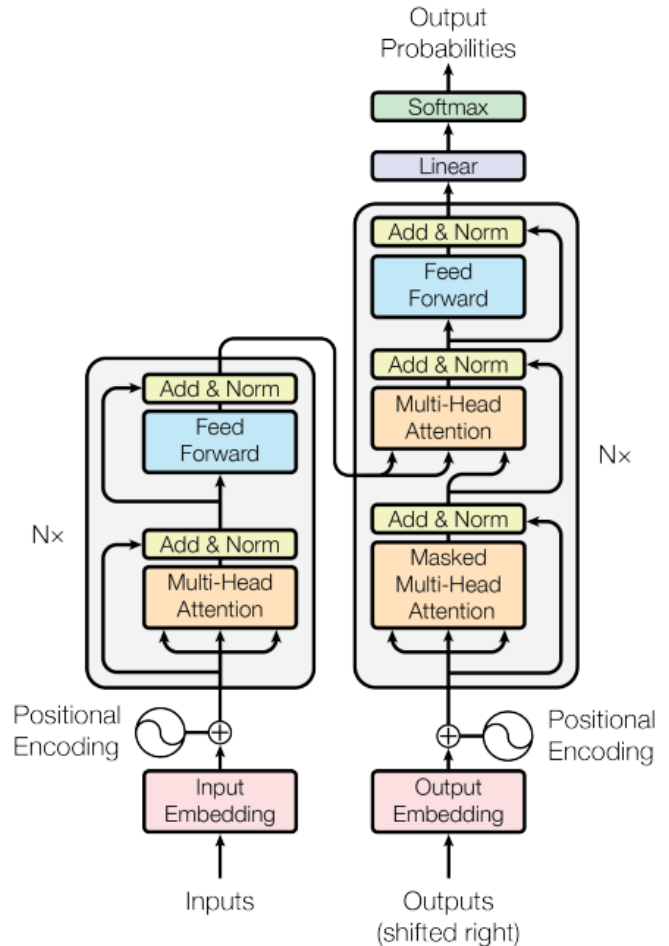 Output
Probabilities
Softmax
Linear
Add & Norm
Feed
Forward
Add & Norm
Multi-Head
Attention
Add & Norm
Masked
Multi-Head
Attention
Nx
Add & Norm
Feed
Forward
Add & Norm
Multi-Head
Attention
Nx
Positional
Encoding
Positional
Encoding
Input
Embedding
Output
Embedding
Inputs
Outputs
(shifted right)